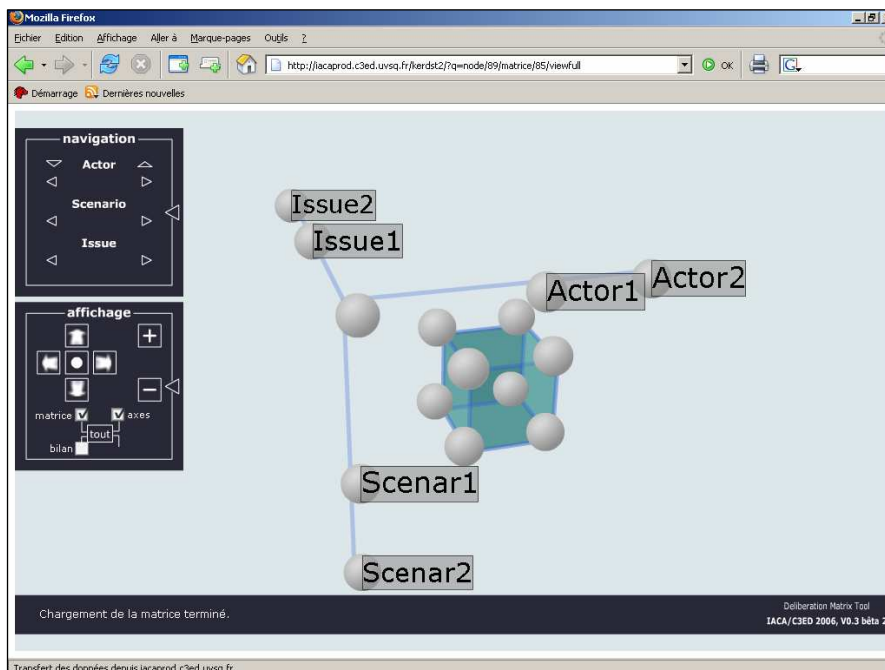 Mozilla Firefox
Fichier Edition Affichage Aller à Marque-pages Outils ?
http://iacaprod.c3ed.uvsq.fr/kerdst2/?q=node/89/matrice/85/viewfull OK G
Démarrage Dernières nouvelles
navigation
Actor
Scenario
Issue
affichage
matrice axes
tout
bilan
Issue2
Issue1
Actor1 Actor2
Scenar1
Scenar2
Chargement de la matrice terminé.
Deliberation Matrix Tool
IACA/C3ED 2006, V0.3 bêta 2
Transfert des données depuis iacaprod.c3ed.uvsq.fr